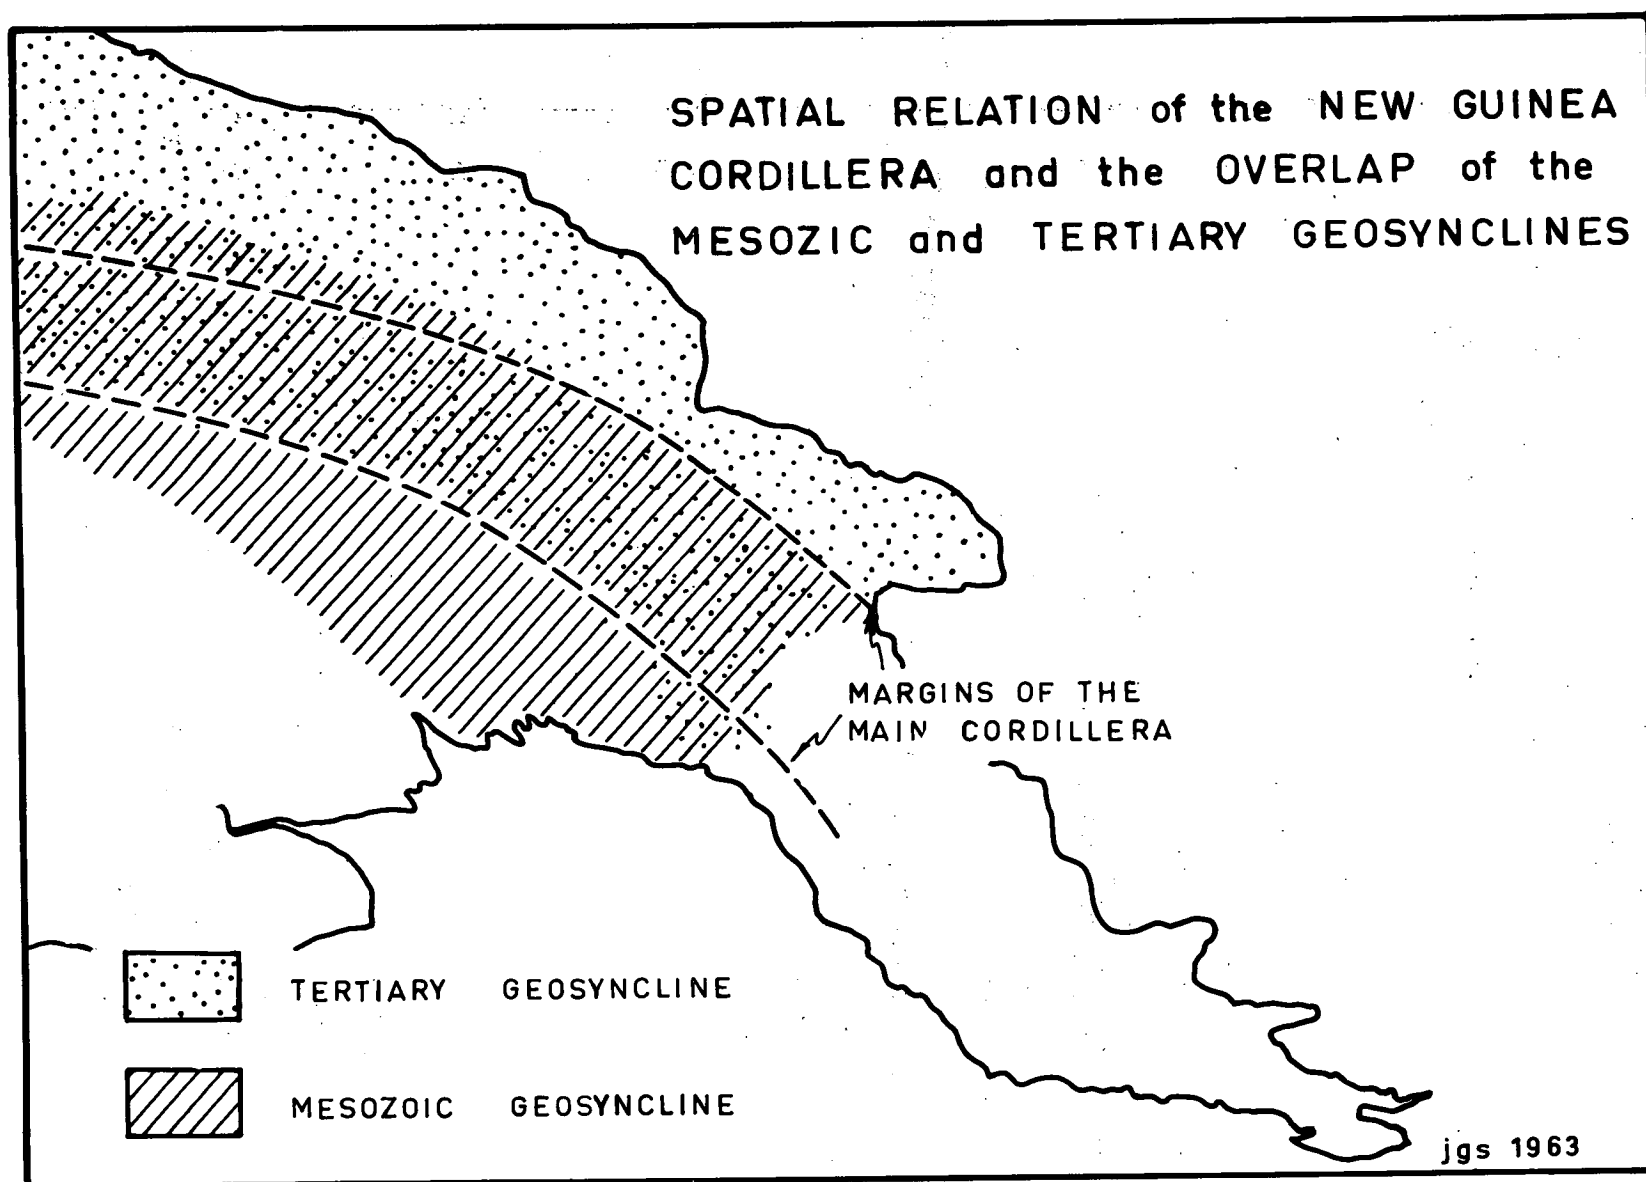 SPATIAL RELATION of the NEW GUINEA
CORDILLERA and the OVERLAP of the
MESOZIC and TERTIARY GEOSYNCLINES
MARGINS OF THE
MAIN CORDILLERA
TERTIARY GEOSYNCLINE
MESOZOIC GEOSYNCLINE
jgs 1963